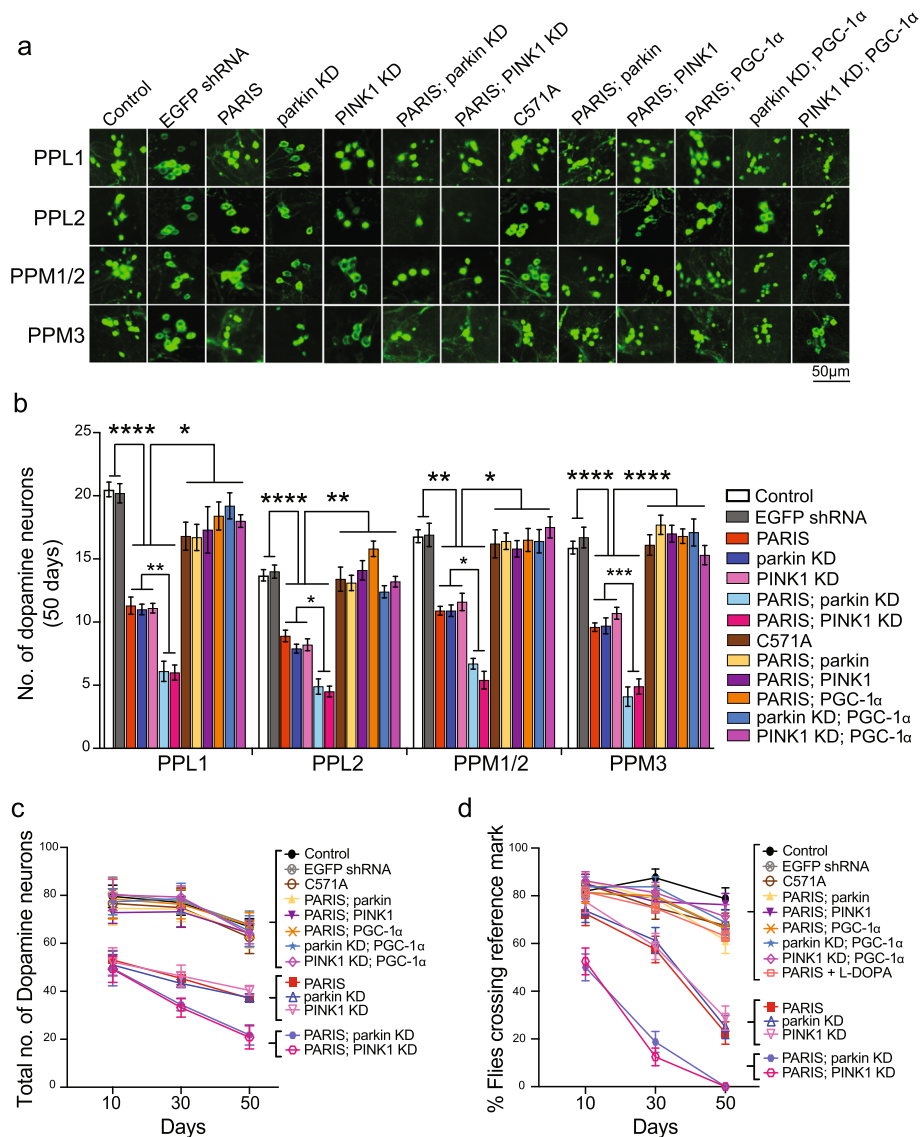 a
Control
EGFP shRNA
PARIS
parkin KD
PINK1 KD
PARIS; parkin KD
PARIS; PINK1 KD
C571A
PARIS; parkin
PARIS; PINK1
PARIS; PGC-1α
parkin KD; PGC-1α
PINK1 KD; PGC-1α
PPL1
PPL2
PPM1/2
PPM3
50µm
b
No. of dopamine neurons
(50 days)
25
20
15
10
5
0
**** *
**
**** **
*
** *
*
**** ****
***
PPL1 PPL2 PPM1/2 PPM3
Control
EGFP shRNA
PARIS
parkin KD
PINK1 KD
PARIS; parkin KD
PARIS; PINK1 KD
C571A
PARIS; parkin
PARIS; PINK1
PARIS; PGC-1α
parkin KD; PGC-1α
PINK1 KD; PGC-1α
c
Total no. of Dopamine neurons
100
80
60
40
20
0
10 30 50
Days
Control
EGFP shRNA
C571A
PARIS; parkin
PARIS; PINK1
PARIS; PGC-1α
parkin KD; PGC-1α
PINK1 KD; PGC-1α
PARIS
parkin KD
PINK1 KD
PARIS; parkin KD
PARIS; PINK1 KD
d
% Flies crossing reference mark
100
80
60
40
20
0
10 30 50
Days
Control
EGFP shRNA
C571A
PARIS; parkin
PARIS; PINK1
PARIS; PGC-1α
parkin KD; PGC-1α
PINK1 KD; PGC-1α
PARIS + L-DOPA
PARIS
parkin KD
PINK1 KD
PARIS; parkin KD
PARIS; PINK1 KD